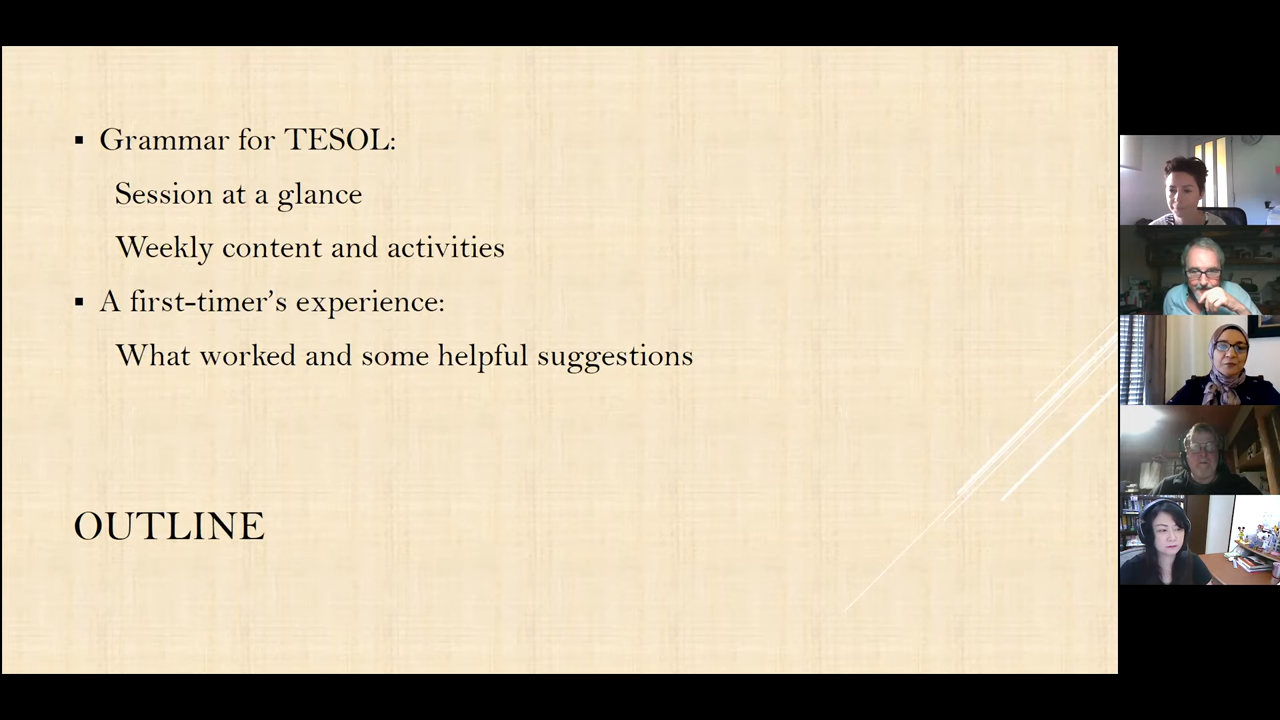 ▪ Grammar for TESOL:
Session at a glance
Weekly content and activities
▪ A first-timer’s experience:
What worked and some helpful suggestions
OUTLINE